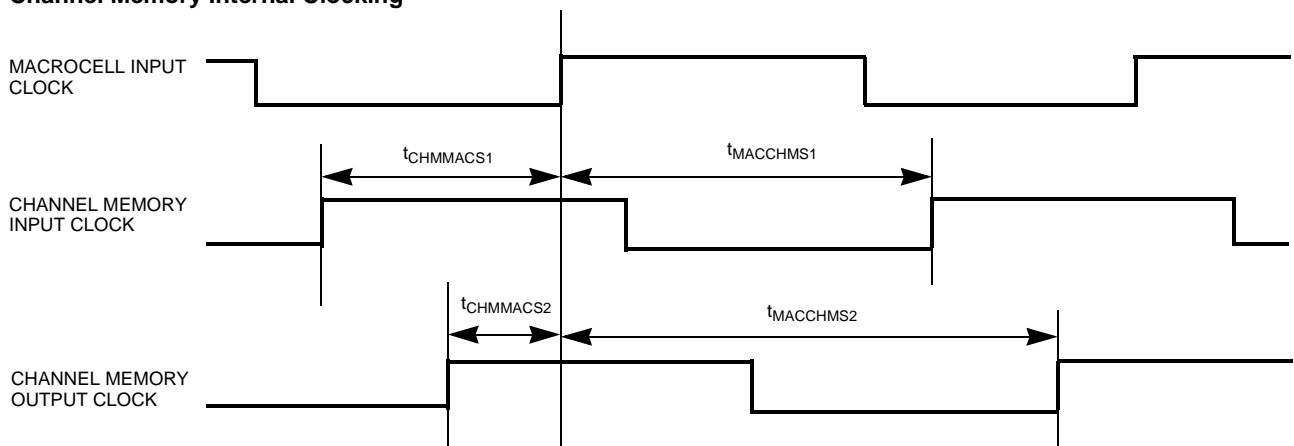 Channel Memory Internal Clocking
MACROCELL INPUT
CLOCK
tCHMMACS1
tMACCHMS1
CHANNEL MEMORY
INPUT CLOCK
tCHMMACS2
tMACCHMS2
CHANNEL MEMORY
OUTPUT CLOCK